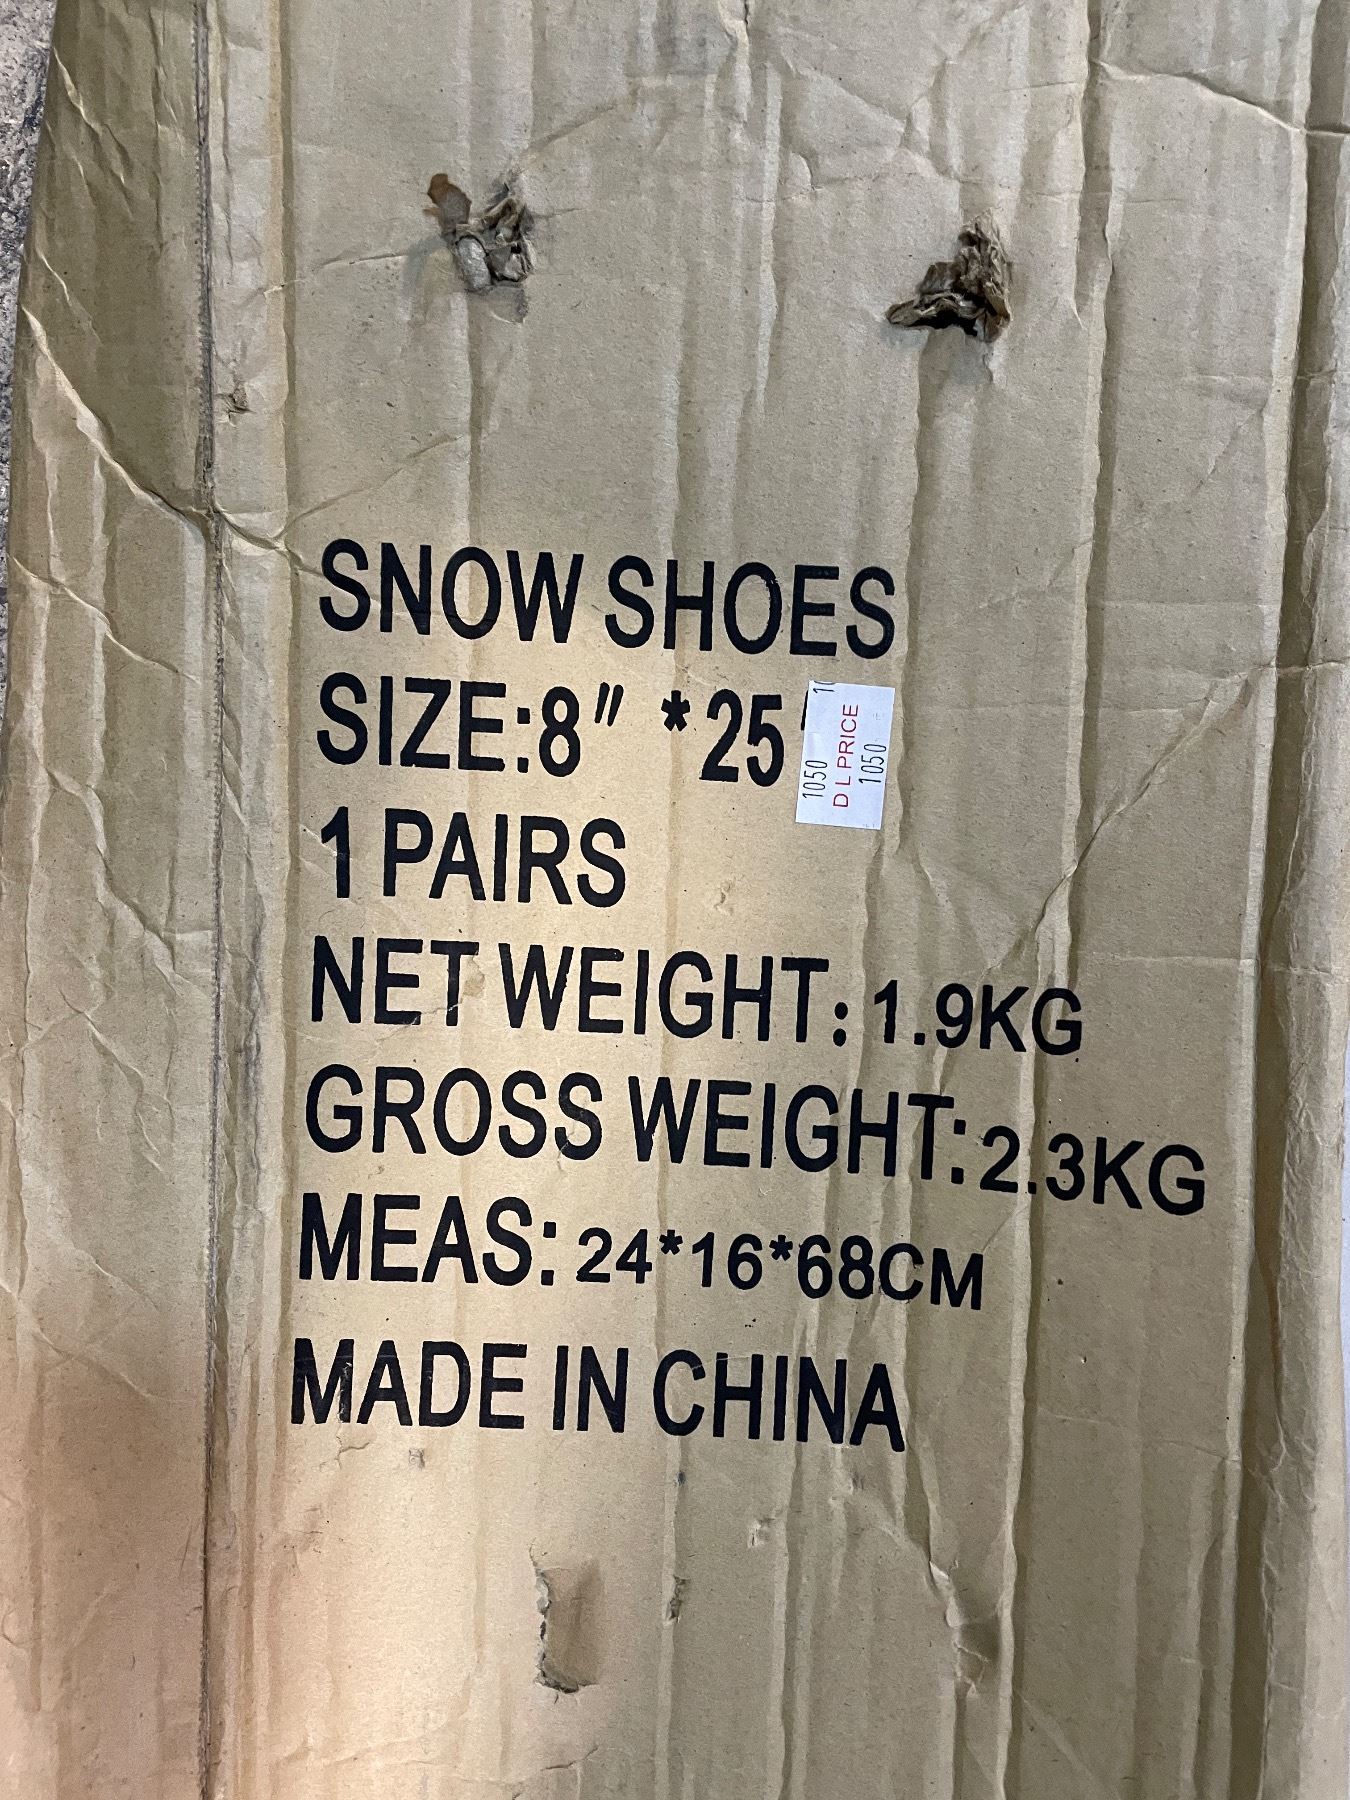 SNOW SHOES
SIZE:8" *25
1050
D L PRICE
1050
1 PAIRS
NET WEIGHT: 1.9KG
GROSS WEIGHT:2.3KG
MEAS: 24*16*68CM
MADE IN CHINA